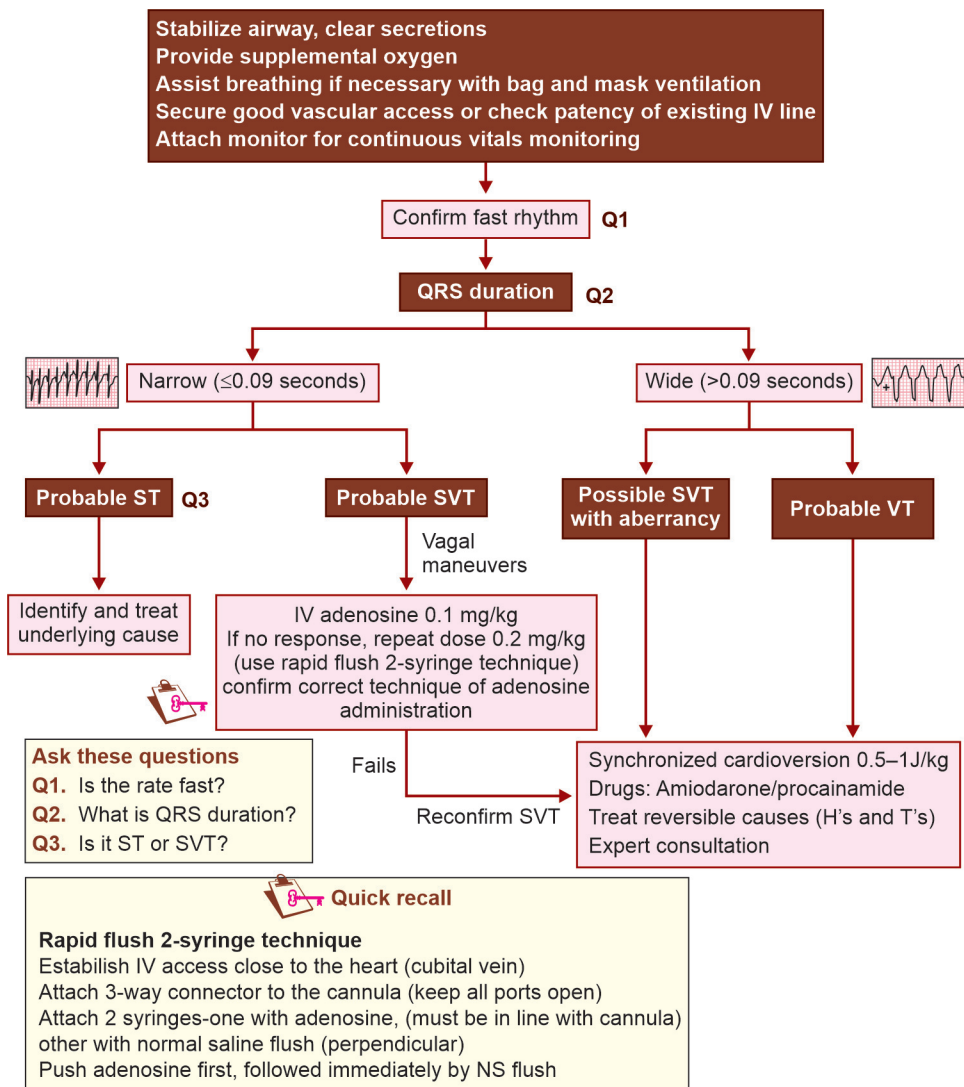 Stabilize airway, clear secretions
Provide supplemental oxygen
Assist breathing if necessary with bag and mask ventilation
Secure good vascular access or check patency of existing IV line
Attach monitor for continuous vitals monitoring
Confirm fast rhythm
Q1
QRS duration
Q2
Narrow (≤0.09 seconds)
Wide (>0.09 seconds)
+
Probable ST
Q3
Probable SVT
Possible SVT
with aberrancy
Probable VT
Vagal
maneuvers
Identify and treat
underlying cause
IV adenosine 0.1 mg/kg
If no response, repeat dose 0.2 mg/kg
(use rapid flush 2-syringe technique)
confirm correct technique of adenosine
administration
Fails
Reconfirm SVT
Synchronized cardioversion 0.5–1J/kg
Drugs: Amiodarone/procainamide
Treat reversible causes (H's and T's)
Expert consultation
Ask these questions
Q1. Is the rate fast?
Q2. What is QRS duration?
Q3. Is it ST or SVT?
Quick recall
Rapid flush 2-syringe technique
Estabilish IV access close to the heart (cubital vein)
Attach 3-way connector to the cannula (keep all ports open)
Attach 2 syringes-one with adenosine, (must be in line with cannula)
other with normal saline flush (perpendicular)
Push adenosine first, followed immediately by NS flush